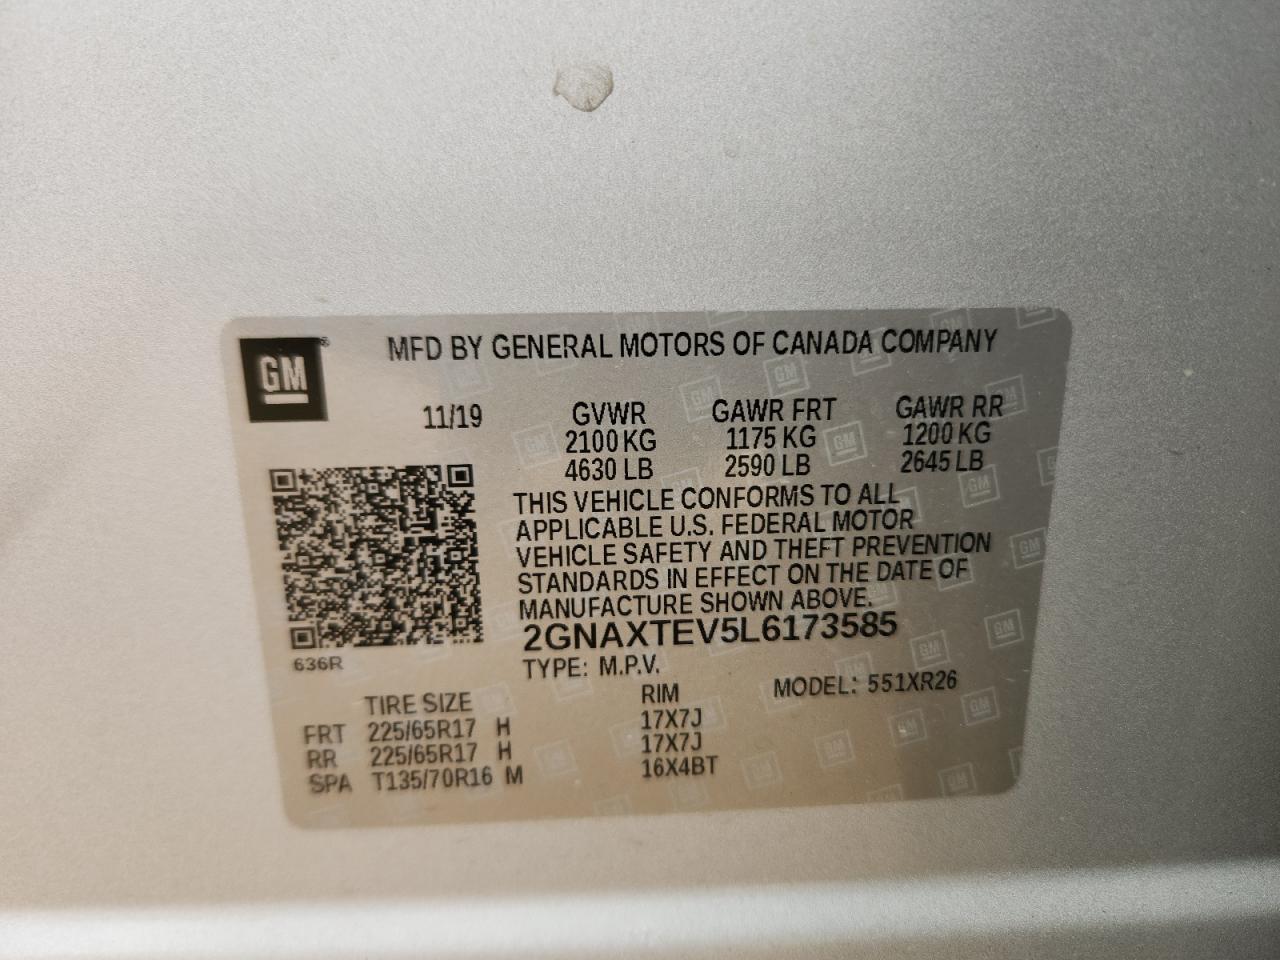 GM
MFD BY GENERAL MOTORS OF CANADA COMPANY
11/19 GVWR GAWR FRT GAWR RR
2100 KG 1175 KG 1200 KG
4630 LB 2590 LB 2645 LB
THIS VEHICLE CONFORMS TO ALL
APPLICABLE U.S. FEDERAL MOTOR
VEHICLE SAFETY AND THEFT PREVENTION
STANDARDS IN EFFECT ON THE DATE OF
MANUFACTURE SHOWN ABOVE.
2GNAXTEV5L6173585
636R
TYPE: M.P.V.
TIRE SIZE RIM MODEL: 551XR26
FRT 225/65R17 H 17X7J
RR 225/65R17 H 17X7J
SPA T135/70R16 M 16X4BT